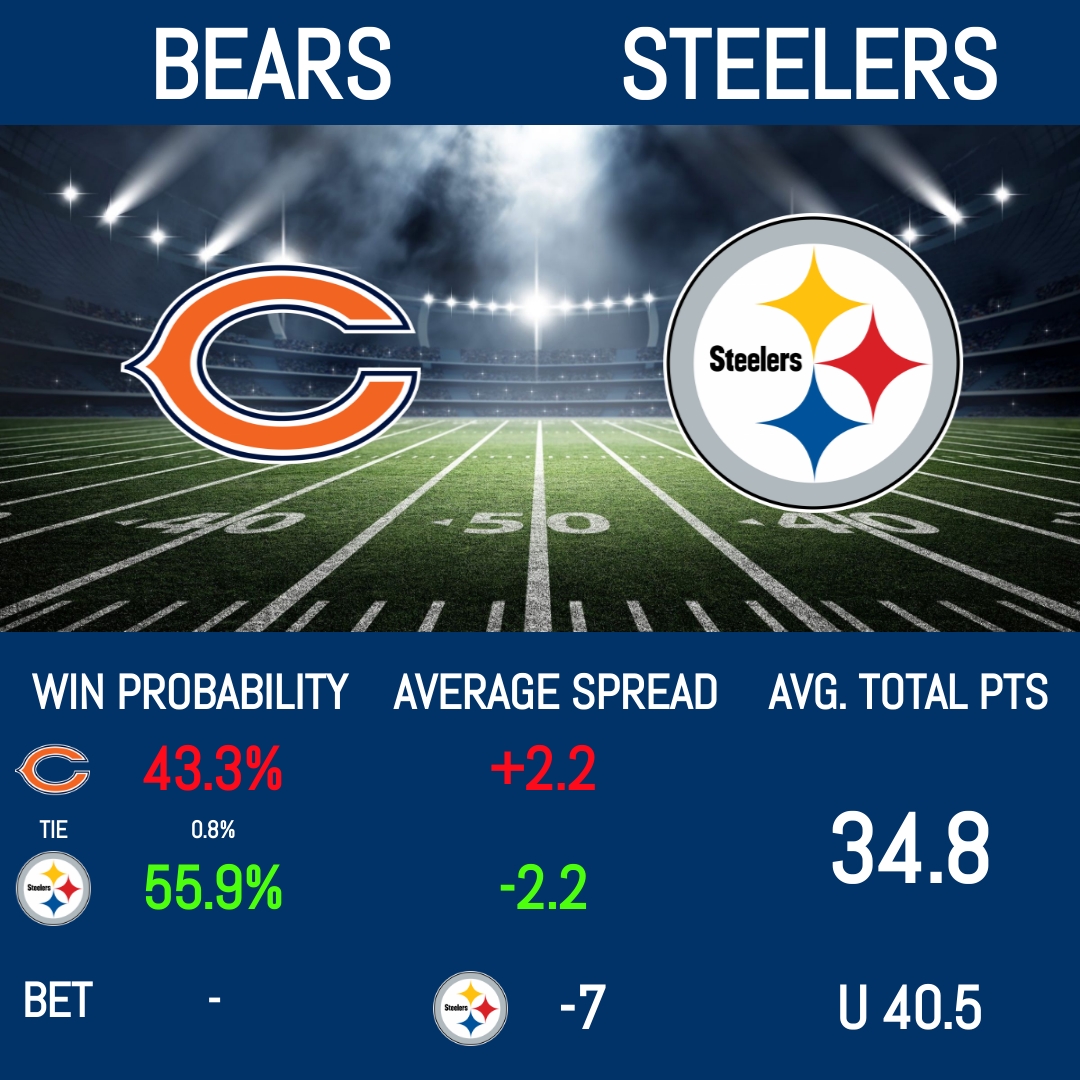 BEARS STEELERS
Steelers
40 50 40
WIN PROBABILITY AVERAGE SPREAD AVG. TOTAL PTS
43.3% +2.2
TIE 0.8%
34.8
Steelers 55.9% -2.2
BET - Steelers -7 U 40.5